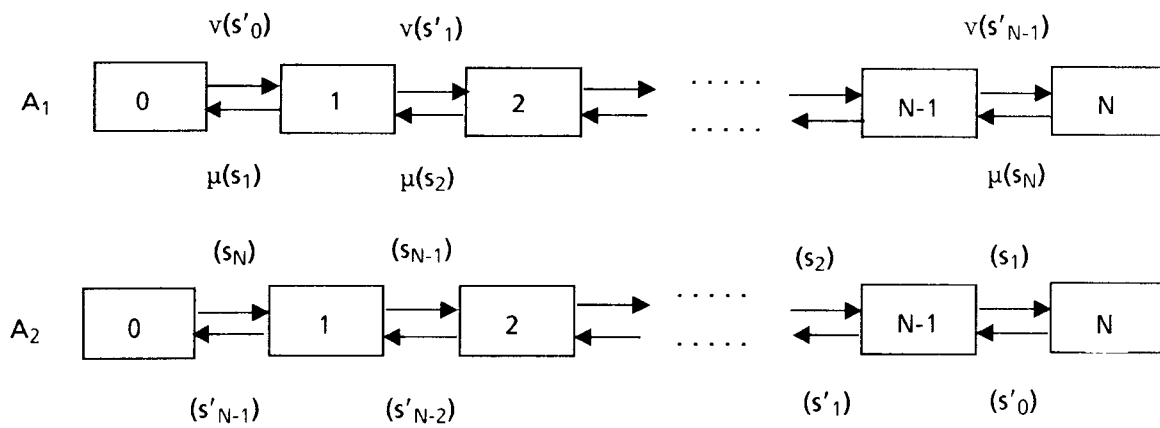 ν(s'0) ν(s'1) ν(s'N-1)
A1 0 1 2 ..... ..... N-1 N
μ(s1) μ(s2) μ(sN)
(sN) (sN-1) (s2) (s1)
A2 0 1 2 ..... ..... N-1 N
(s'N-1) (s'N-2) (s'1) (s'0)